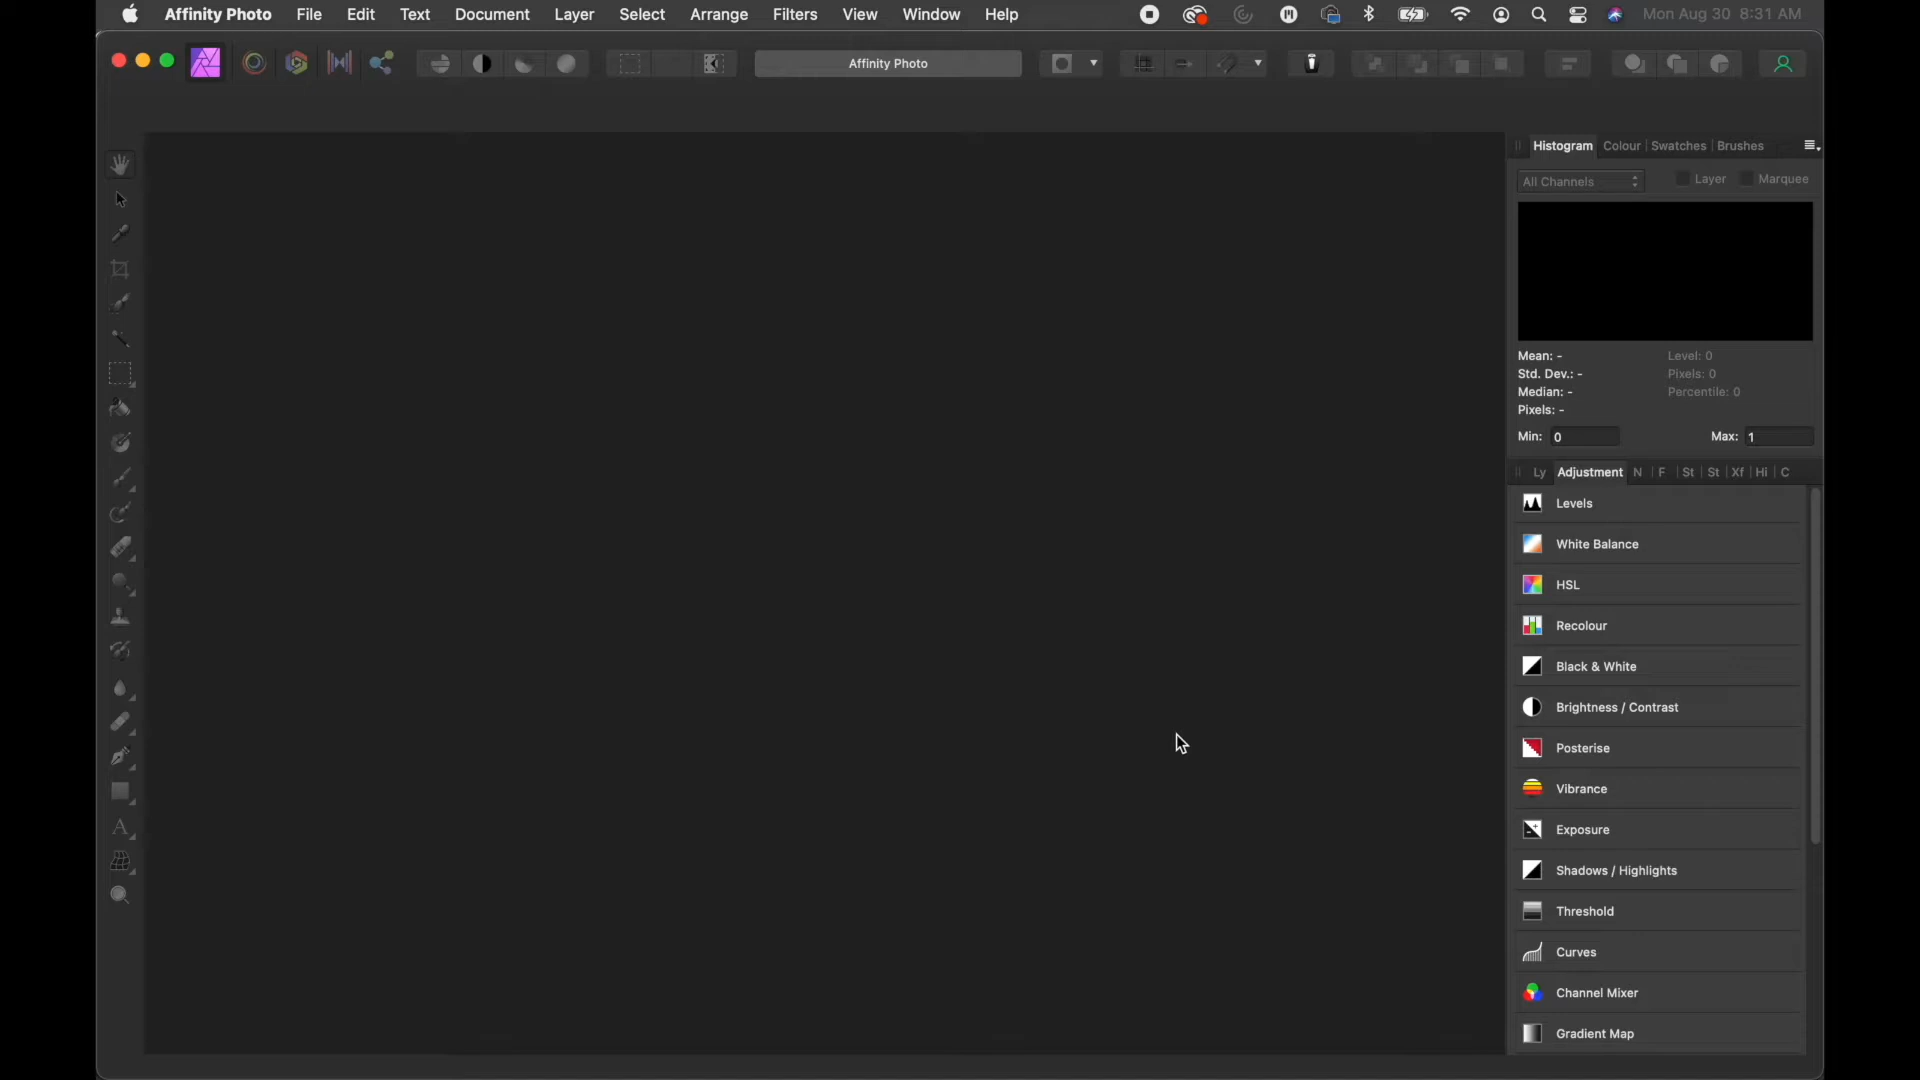 Affinity Photo File Edit Text Document Layer Select Arrange Filters View Window Help Mon Aug 30 8:31 AM
Affinity Photo
Histogram Colour Swatches Brushes
All Channels Layer Marquee
Mean: - Level: 0
Std. Dev.: - Pixels: 0
Median: - Percentile: 0
Pixels: -
Min: 0 Max: 1
Ly Adjustment N F St St Xf Hi C
Levels
White Balance
HSL
Recolour
Black & White
Brightness / Contrast
Posterise
Vibrance
Exposure
Shadows / Highlights
Threshold
Curves
Channel Mixer
Gradient Map